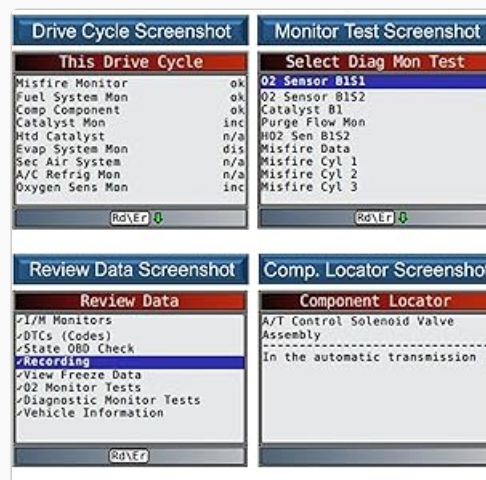 Drive Cycle Screenshot
This Drive Cycle
Misfire Monitor ok
Fuel System Mon ok
Comp Component ok
Catalyst Mon inc
Htd Catalyst n/a
Evap System Mon dis
Sec Air System n/a
A/C Refrig Mon n/a
Oxygen Sens Mon inc
Rd\Er
Monitor Test Screenshot
Select Diag Mon Test
O2 Sensor B1S1
O2 Sensor B1S2
Catalyst B1
Purge Flow Mon
HO2 Sen B1S2
Misfire Data
Misfire Cyl 1
Misfire Cyl 2
Misfire Cyl 3
Rd\Er
Review Data Screenshot
Review Data
✓I/M Monitors
✓DTCs (Codes)
✓State OBD Check
✓Recording
✓View Freeze Data
✓O2 Monitor Tests
✓Diagnostic Monitor Tests
✓Vehicle Information
Rd\Er
Comp. Locator Screenshot
Component Locator
A/T Control Solenoid Valve
Assembly
--------------------------
In the automatic transmission